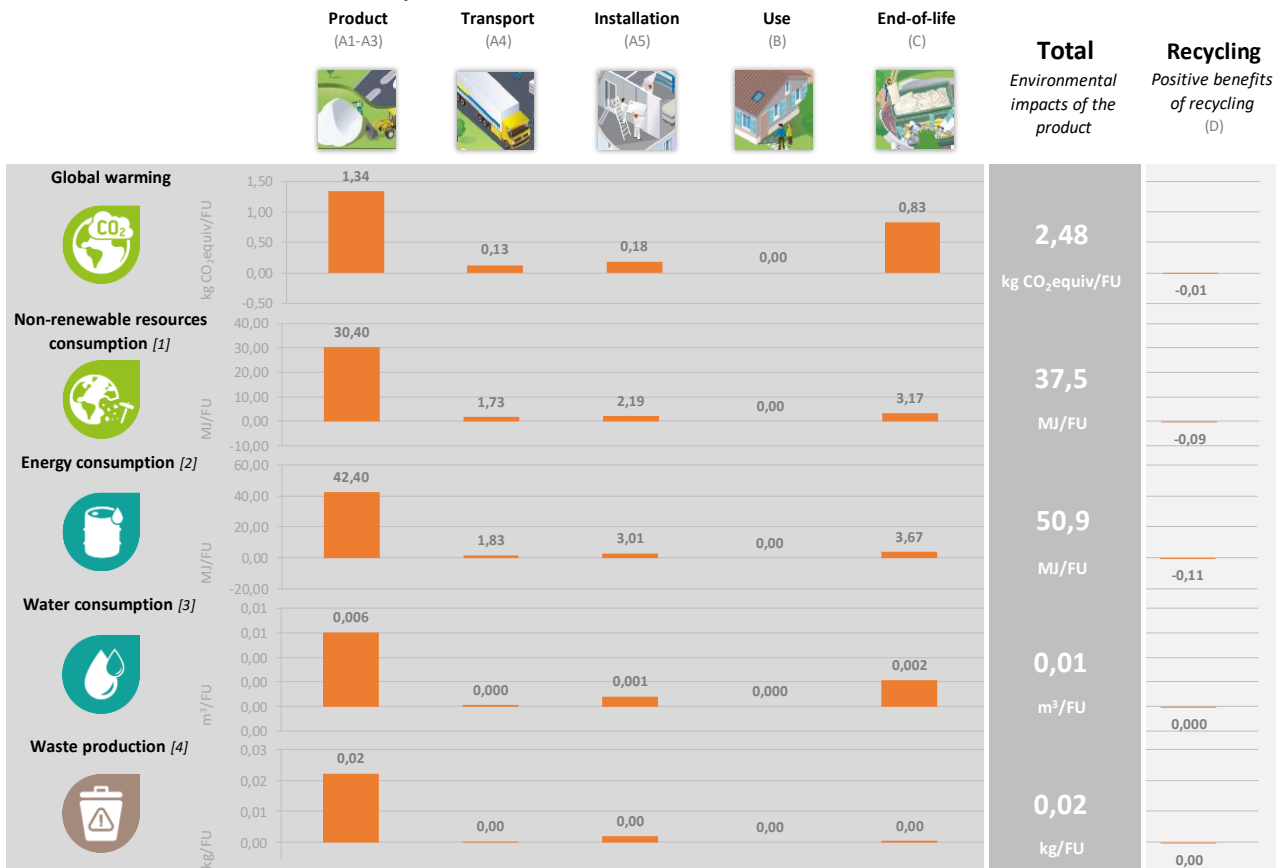 Product
(A1-A3)
Transport
(A4)
Installation
(A5)
Use
(B)
End-of-life
(C)
Total
Environmental
impacts of the
product
Recycling
Positive benefits
of recycling
(D)
Global warming
CO₂
kg CO₂equiv/FU
1,50
1,00
0,50
0,00
-0,50
1,34
0,13
0,18
0,00
0,83
2,48
kg CO₂equiv/FU
-0,01
Non-renewable resources
consumption [1]
MJ/FU
40,00
30,00
20,00
10,00
0,00
-10,00
30,40
1,73
2,19
0,00
3,17
37,5
MJ/FU
-0,09
Energy consumption [2]
MJ/FU
60,00
40,00
20,00
0,00
-20,00
42,40
1,83
3,01
0,00
3,67
50,9
MJ/FU
-0,11
Water consumption [3]
m³/FU
0,01
0,01
0,00
0,00
0,00
0,00
0,006
0,000
0,001
0,000
0,002
0,01
m³/FU
0,000
Waste production [4]
kg/FU
0,03
0,02
0,01
0,00
0,02
0,00
0,00
0,00
0,00
0,02
kg/FU
0,00